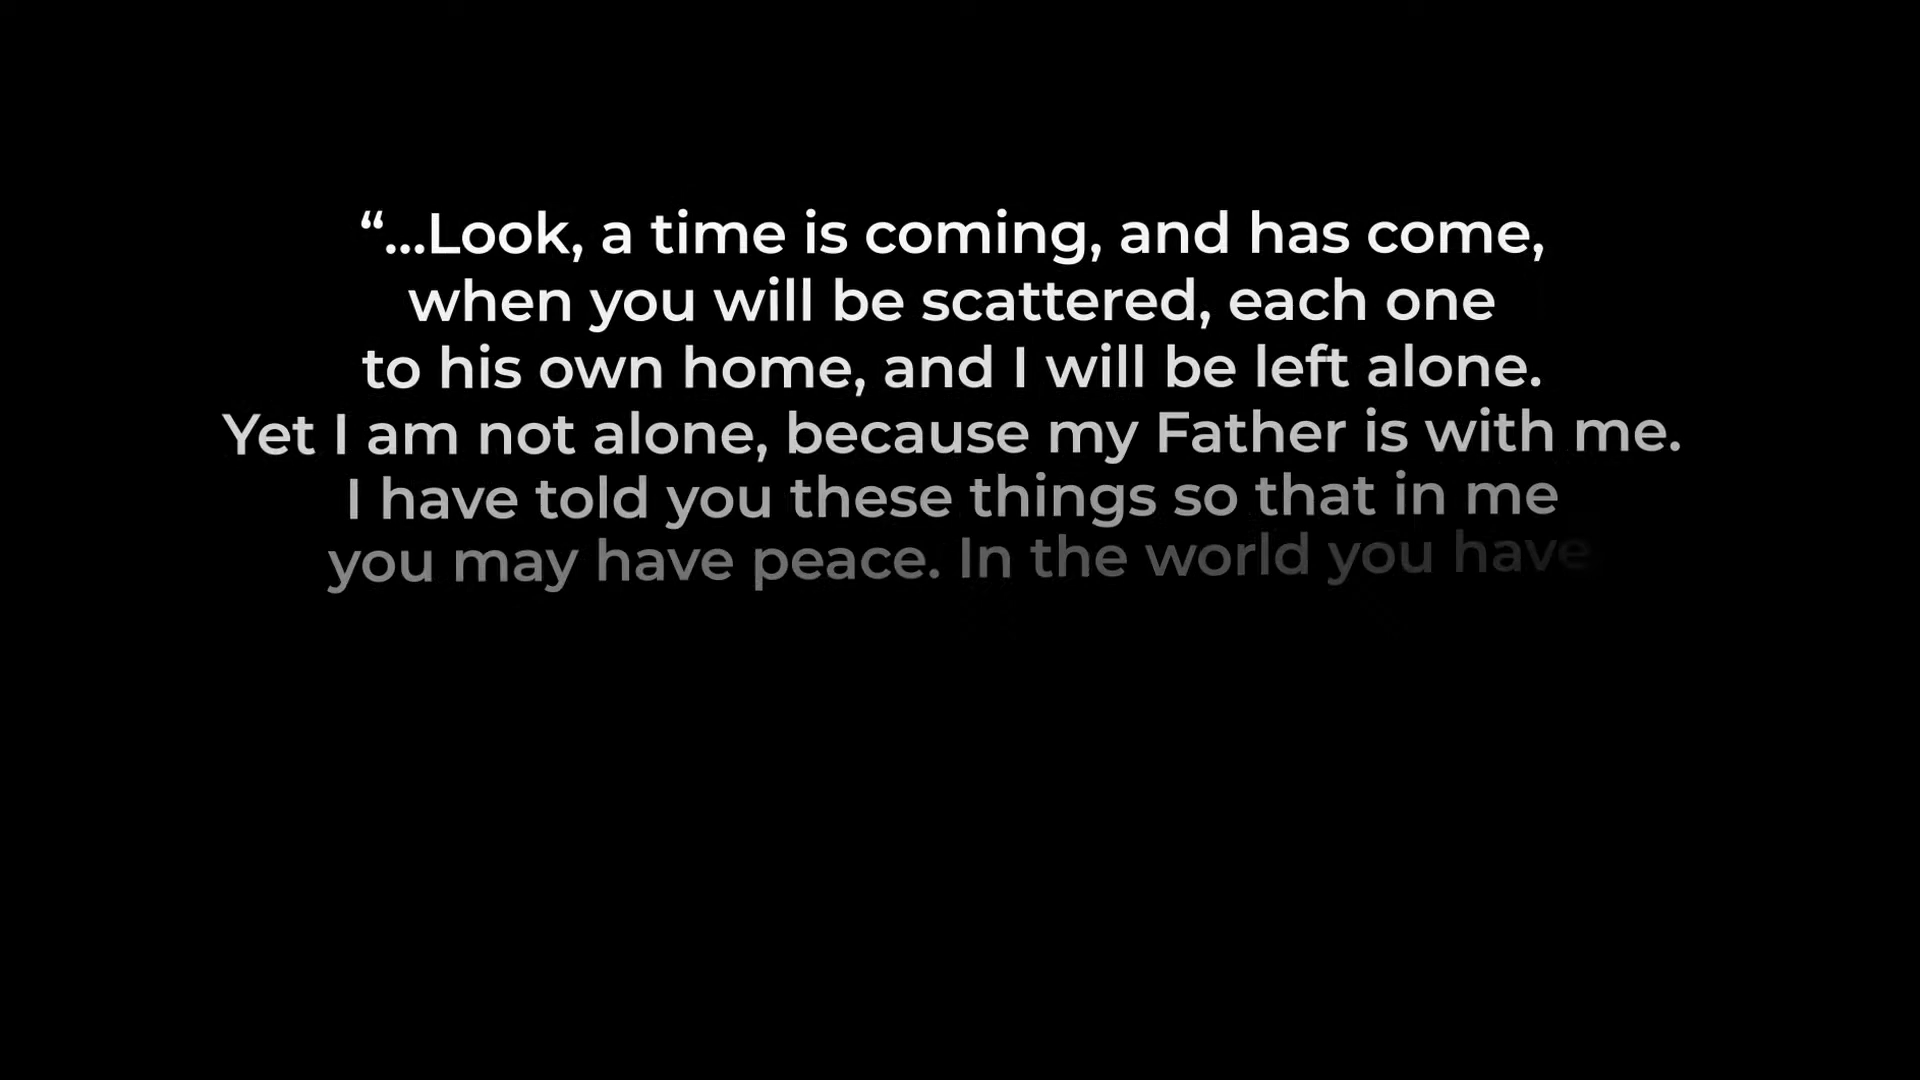 “...Look, a time is coming, and has come,
when you will be scattered, each one
to his own home, and I will be left alone.
Yet I am not alone, because my Father is with me.
I have told you these things so that in me
you may have peace. In the world you have